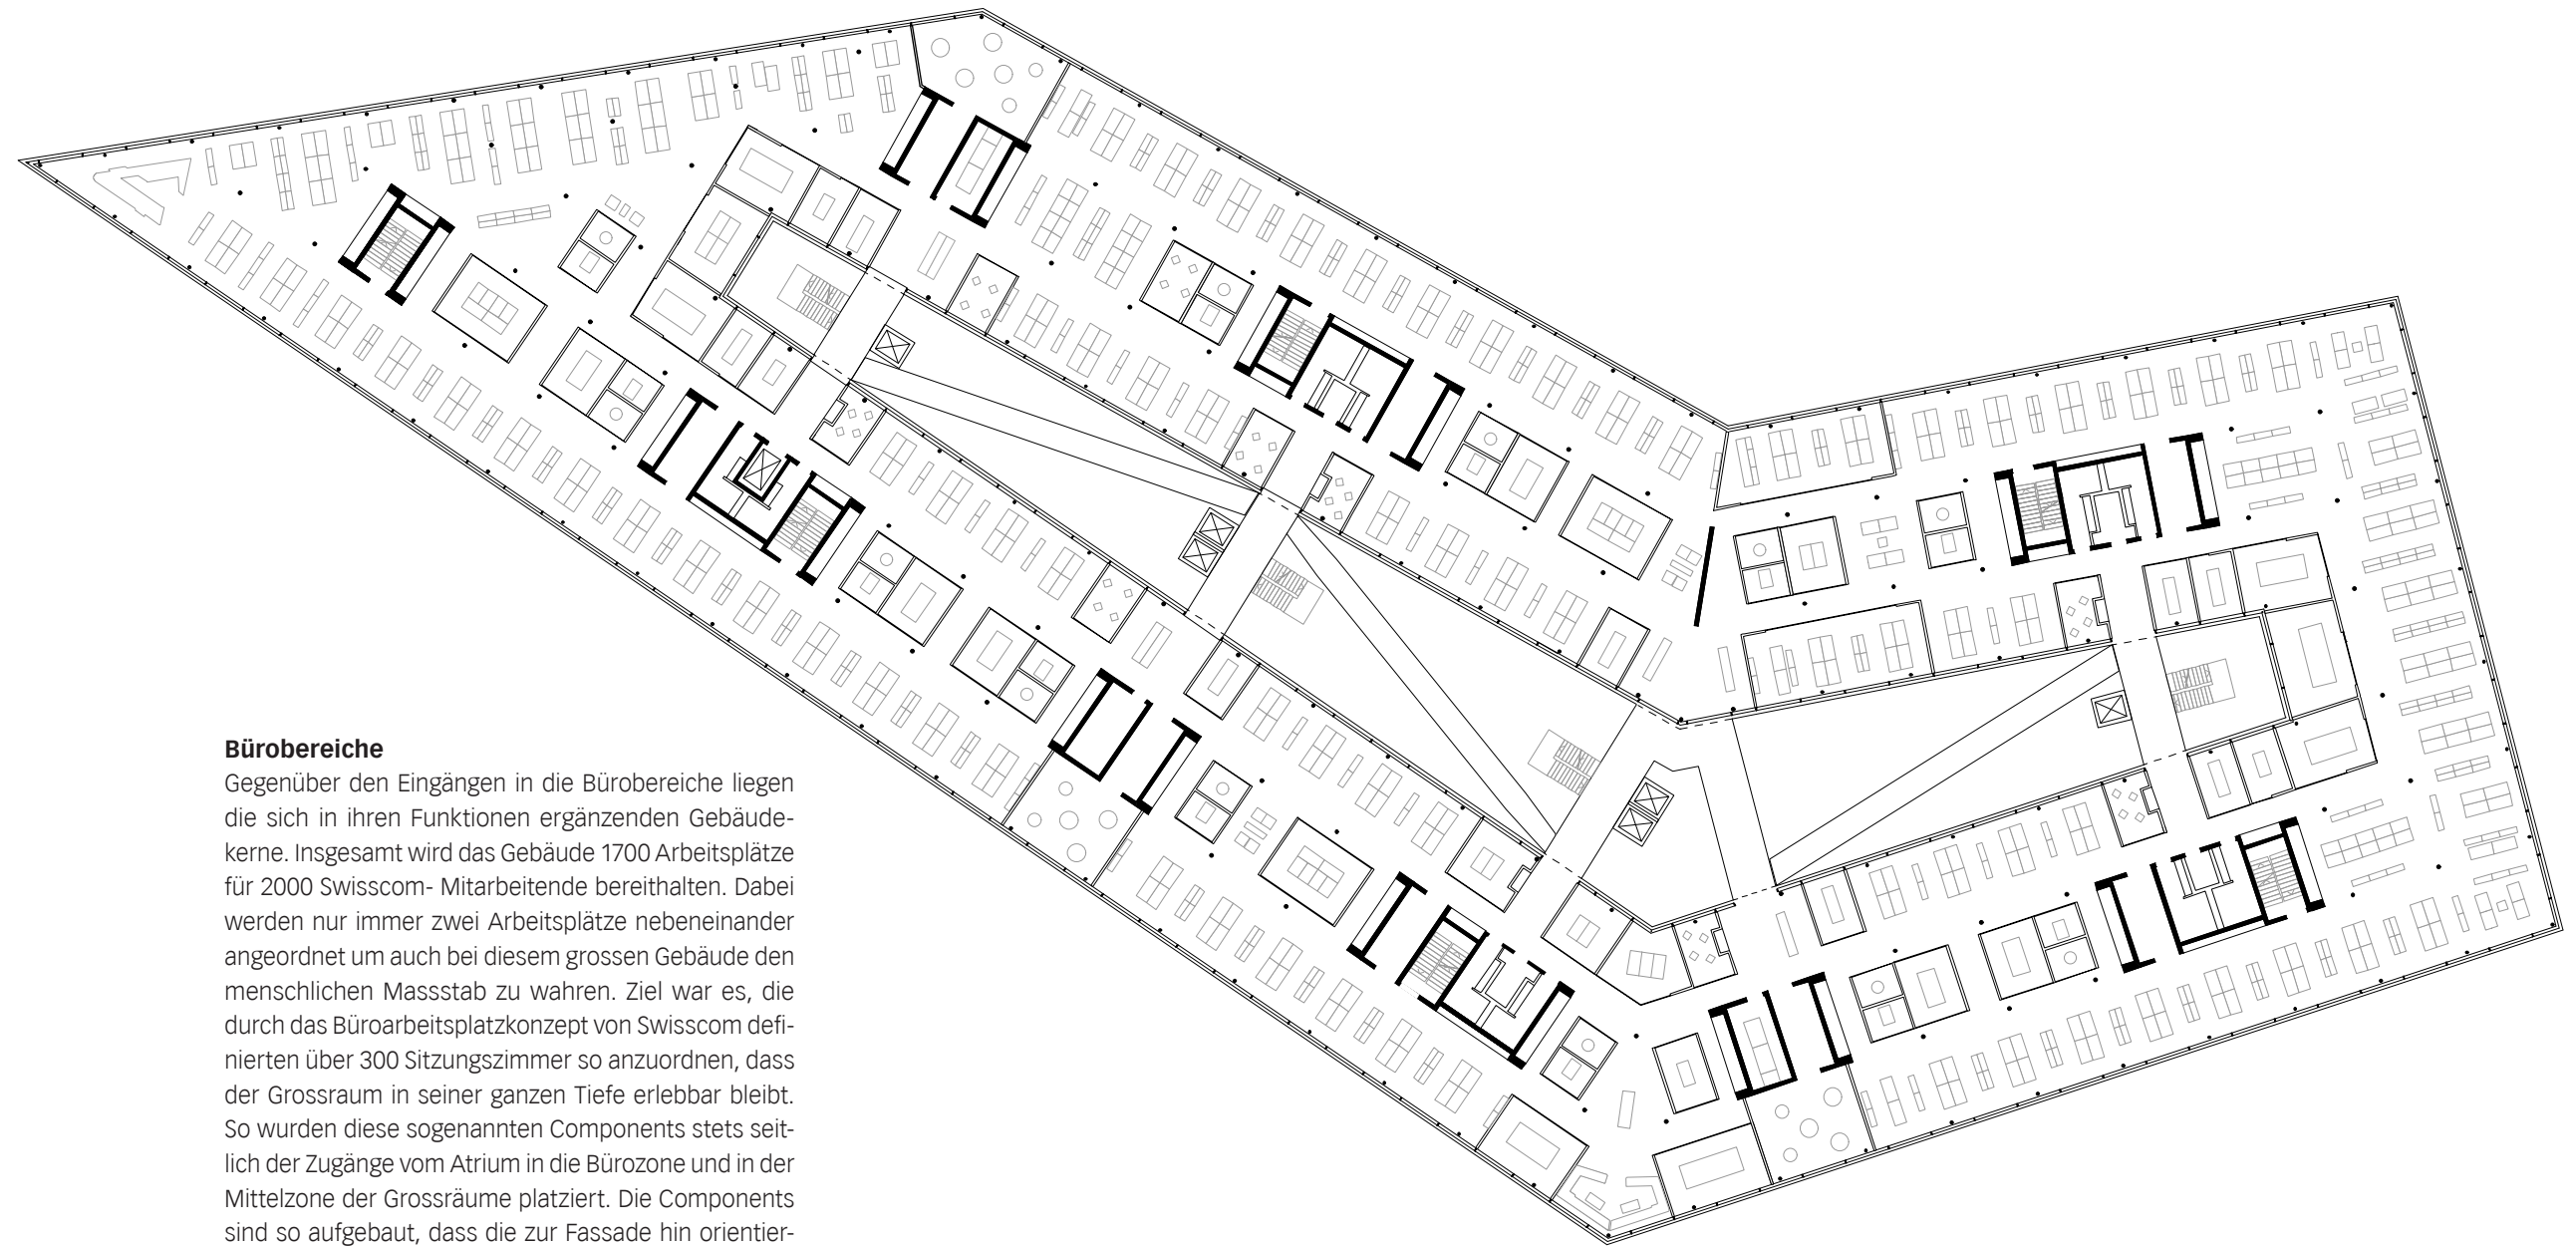 Bürobereiche
Gegenüber den Eingängen in die Bürobereiche liegen
die sich in ihren Funktionen ergänzenden Gebäude-
kerne. Insgesamt wird das Gebäude 1700 Arbeitsplätze
für 2000 Swisscom- Mitarbeitende bereithalten. Dabei
werden nur immer zwei Arbeitsplätze nebeneinander
angeordnet um auch bei diesem grossen Gebäude den
menschlichen Massstab zu wahren. Ziel war es, die
durch das Büroarbeitsplatzkonzept von Swisscom defi-
nierten über 300 Sitzungszimmer so anzuordnen, dass
der Grossraum in seiner ganzen Tiefe erlebbar bleibt.
So wurden diese sogenannten Components stets seit-
lich der Zugänge vom Atrium in die Bürozone und in der
Mittelzone der Grossräume platziert. Die Components
sind so aufgebaut, dass die zur Fassade hin orientier-